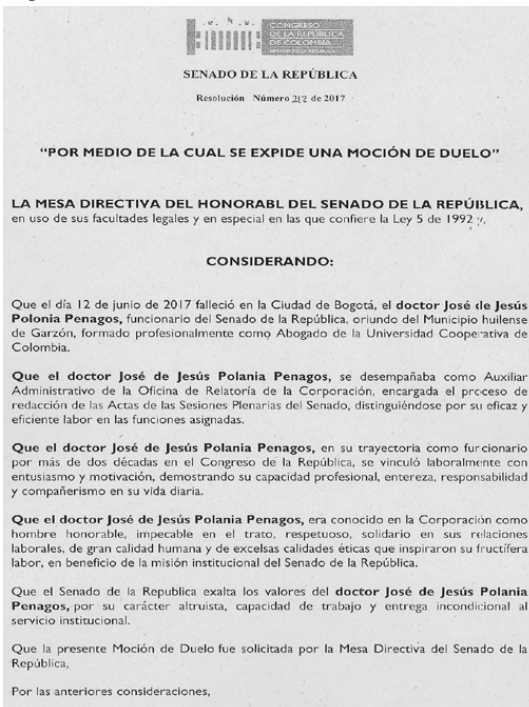 CONGRESO
DE LA REPÚBLICA
DE COLOMBIA
SENADO DE LA REPÚBLICA
Resolución Número 212 de 2017
“POR MEDIO DE LA CUAL SE EXPIDE UNA MOCIÓN DE DUELO”
LA MESA DIRECTIVA DEL HONORABL DEL SENADO DE LA REPÚBLICA,
en uso de sus facultades legales y en especial en las que confiere la Ley 5 de 1992 y,
CONSIDERANDO:
Que el día 12 de junio de 2017 falleció en la Ciudad de Bogotá, el doctor José de Jesús
Polonia Penagos, funcionario del Senado de la República, oriundo del Municipio huilense
de Garzón, formado profesionalmente como Abogado de la Universidad Cooperativa de
Colombia.
Que el doctor José de Jesús Polania Penagos, se desempañaba como Auxiliar
Administrativo de la Oficina de Relatoría de la Corporación, encargada el proceso de
redacción de las Actas de las Sesiones Plenarias del Senado, distinguiéndose por su eficaz y
eficiente labor en las funciones asignadas.
Que el doctor José de Jesús Polania Penagos, en su trayectoria como funcionario
por más de dos décadas en el Congreso de la República, se vinculó laboralmente con
entusiasmo y motivación, demostrando su capacidad profesional, entereza, responsabilidad
y compañerismo en su vida diaria.
Que el doctor José de Jesús Polania Penagos, era conocido en la Corporación como
hombre honorable, impecable en el trato, respetuoso, solidario en sus relaciones
laborales, de gran calidad humana y de excelsas calidades éticas que inspiraron su fructífera
labor, en beneficio de la misión institucional del Senado de la República.
Que el Senado de la Republica exalta los valores del doctor José de Jesús Polania
Penagos, por su carácter altruista, capacidad de trabajo y entrega incondicional al
servicio institucional.
Que la presente Moción de Duelo fue solicitada por la Mesa Directiva del Senado de la
República,
Por las anteriores consideraciones,